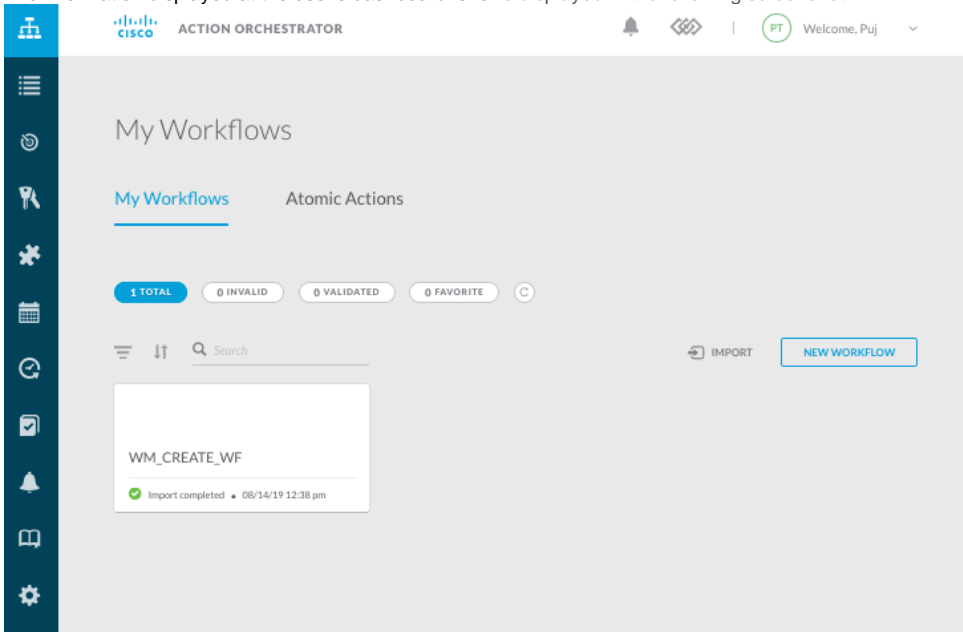 cisco ACTION ORCHESTRATOR PT Welcome, Puj
My Workflows
My Workflows Atomic Actions
1 TOTAL 0 INVALID 0 VALIDATED 0 FAVORITE
Search IMPORT NEW WORKFLOW
WM_CREATE_WF
Import completed • 08/14/19 12:38 pm